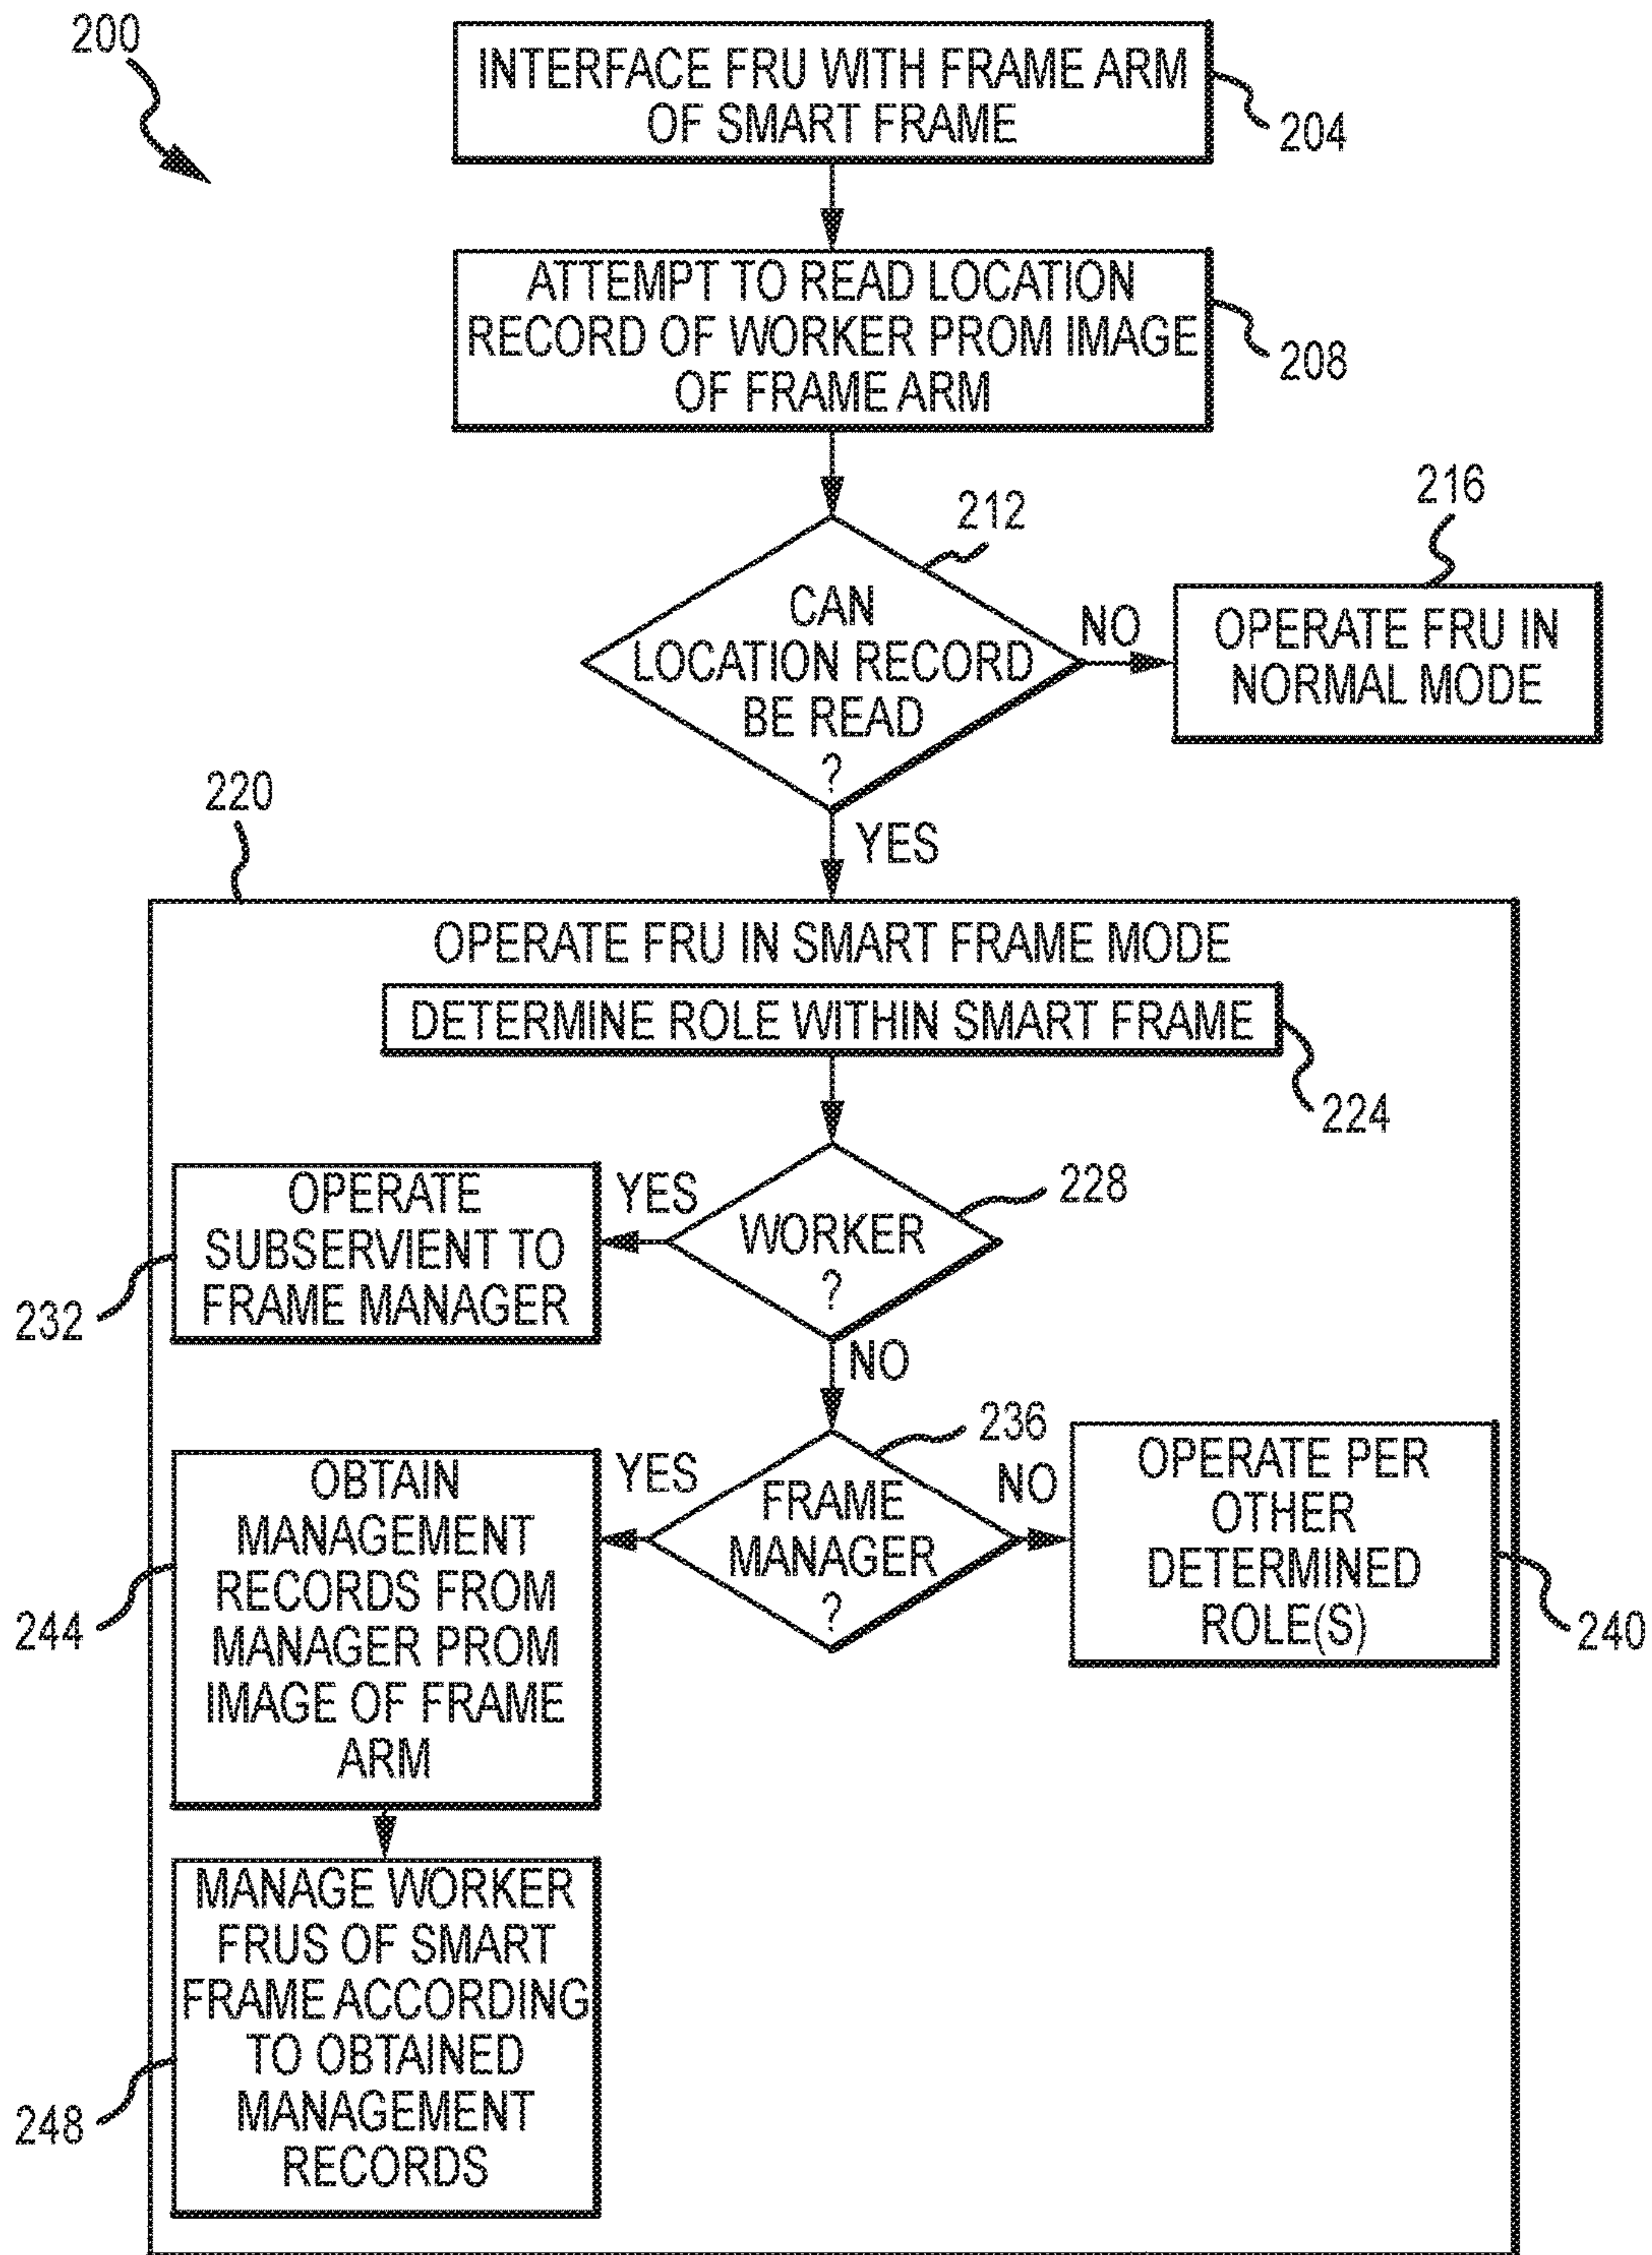 200
INTERFACE FRU WITH FRAME ARM
OF SMART FRAME
204
ATTEMPT TO READ LOCATION
RECORD OF WORKER PROM IMAGE
OF FRAME ARM
208
212
CAN
LOCATION RECORD
BE READ
?
NO
216
OPERATE FRU IN
NORMAL MODE
YES
220
OPERATE FRU IN SMART FRAME MODE
DETERMINE ROLE WITHIN SMART FRAME
224
WORKER
?
228
YES
OPERATE
SUBSERVIENT TO
FRAME MANAGER
232
NO
236
FRAME
MANAGER
?
NO
OPERATE PER
OTHER
DETERMINED
ROLE(S)
240
YES
OBTAIN
MANAGEMENT
RECORDS FROM
MANAGER PROM
IMAGE OF FRAME
ARM
244
MANAGE WORKER
FRUS OF SMART
FRAME ACCORDING
TO OBTAINED
MANAGEMENT
RECORDS
248